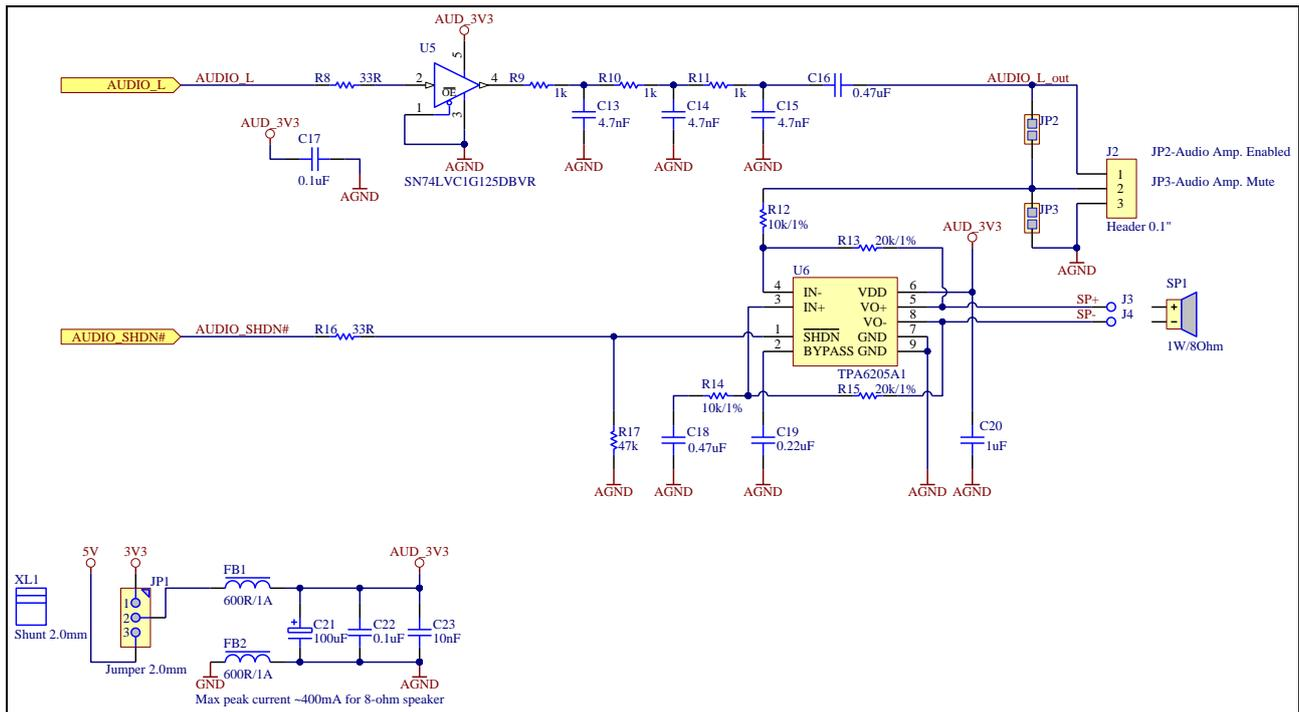 AUD_3V3
U5
5
AUDIO_L
AUDIO_L
R8
33R
2
4
OE
1
3
R9
1k
R10
1k
R11
1k
C16
0.47uF
AUDIO_L_out
C13
4.7nF
C14
4.7nF
C15
4.7nF
AUD_3V3
C17
0.1uF
AGND
AGND
SN74LVC1G125DBVR
AGND
AGND
AGND
JP2
J2
1
2
3
Header 0.1"
JP2-Audio Amp. Enabled
JP3-Audio Amp. Mute
JP3
AGND
R12
10k/1%
R13
20k/1%
AUD_3V3
U6
4
IN-
VDD
6
3
IN+
VO+
5
VO-
8
1
SHDN
GND
7
2
BYPASS
GND
9
TPA6205A1
SP+
J3
SP-
J4
SP1
+
-
1W/8Ohm
AUDIO_SHDN#
AUDIO_SHDN#
R16
33R
R14
10k/1%
R15
20k/1%
R17
47k
C18
0.47uF
C19
0.22uF
C20
1uF
AGND
AGND
AGND
AGND
AGND
XL1
Shunt 2.0mm
5V
3V3
JP1
1
2
3
Jumper 2.0mm
FB1
600R/1A
FB2
600R/1A
GND
AUD_3V3
+
C21
100uF
C22
0.1uF
C23
10nF
AGND
Max peak current ~400mA for 8-ohm speaker